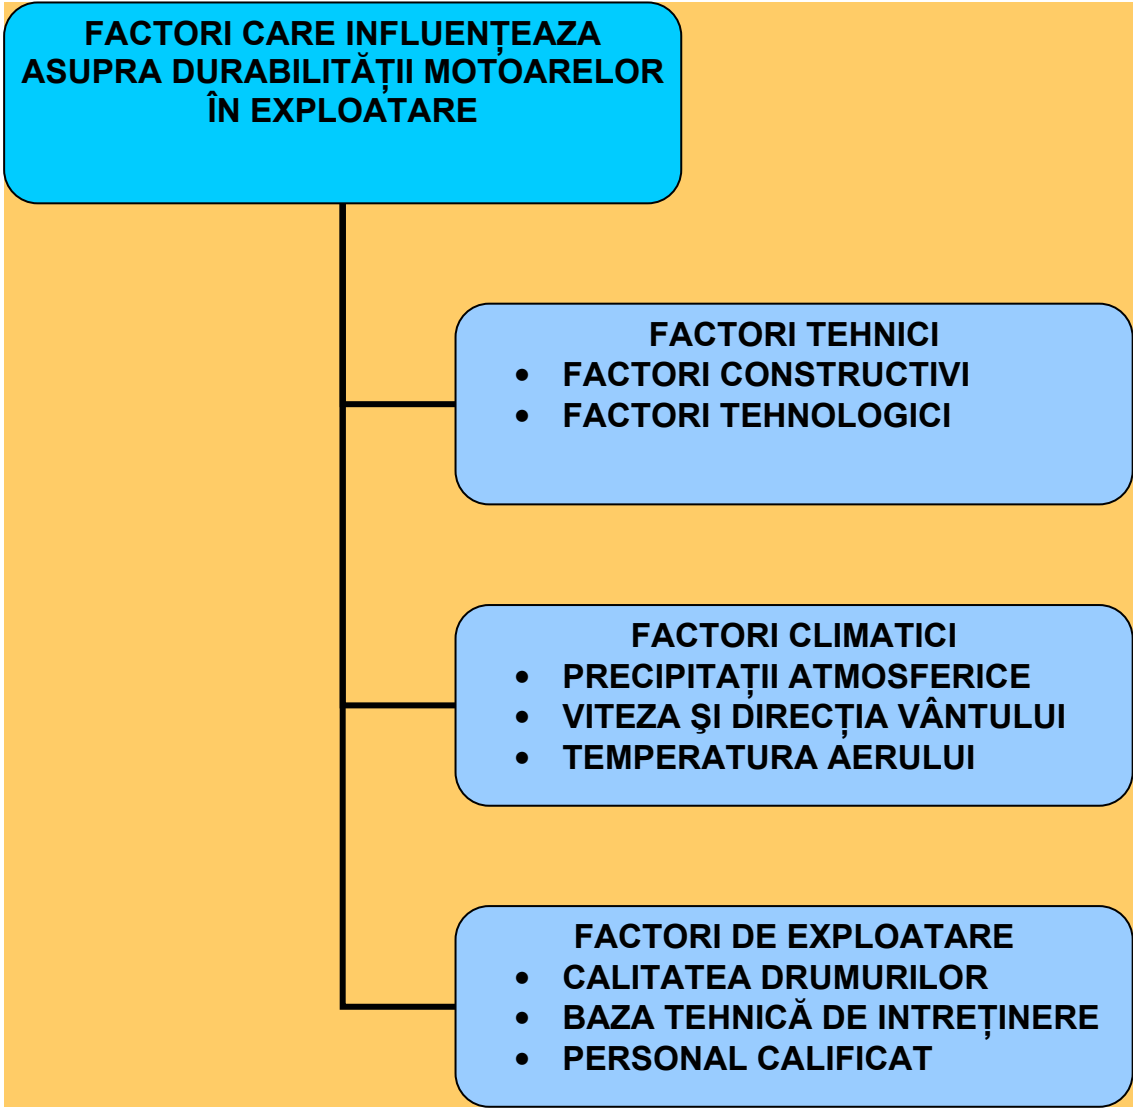 FACTORI CARE INFLUENȚEAZA
ASUPRA DURABILITĂȚII MOTOARELOR
ÎN EXPLOATARE
FACTORI TEHNICI
• FACTORI CONSTRUCTIVI
• FACTORI TEHNOLOGICI
FACTORI CLIMATICI
• PRECIPITAȚII ATMOSFERICE
• VITEZA ŞI DIRECȚIA VÂNTULUI
• TEMPERATURA AERULUI
FACTORI DE EXPLOATARE
• CALITATEA DRUMURILOR
• BAZA TEHNICĂ DE INTREȚINERE
• PERSONAL CALIFICAT